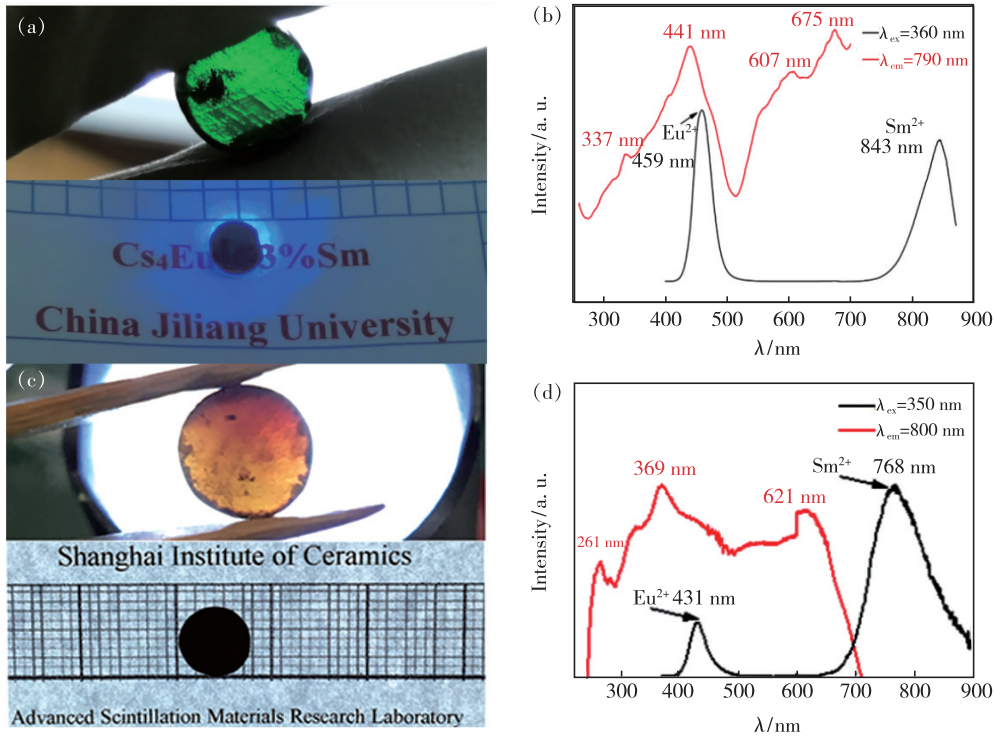 (a)
Cs₄Eu 3%Sm
China Jiliang University
(b)
λex=360 nm
λem=790 nm
675 nm
441 nm
607 nm
337 nm
Eu²⁺
459 nm
Sm²⁺
843 nm
Intensity/a. u.
300 400 500 600 700 800 900
λ/nm
(c)
Shanghai Institute of Ceramics
Advanced Scintillation Materials Research Laboratory
(d)
λex=350 nm
λem=800 nm
Sm²⁺ 768 nm
369 nm
621 nm
261 nm
Eu²⁺ 431 nm
Intensity/a. u.
300 400 500 600 700 800 900
λ/nm